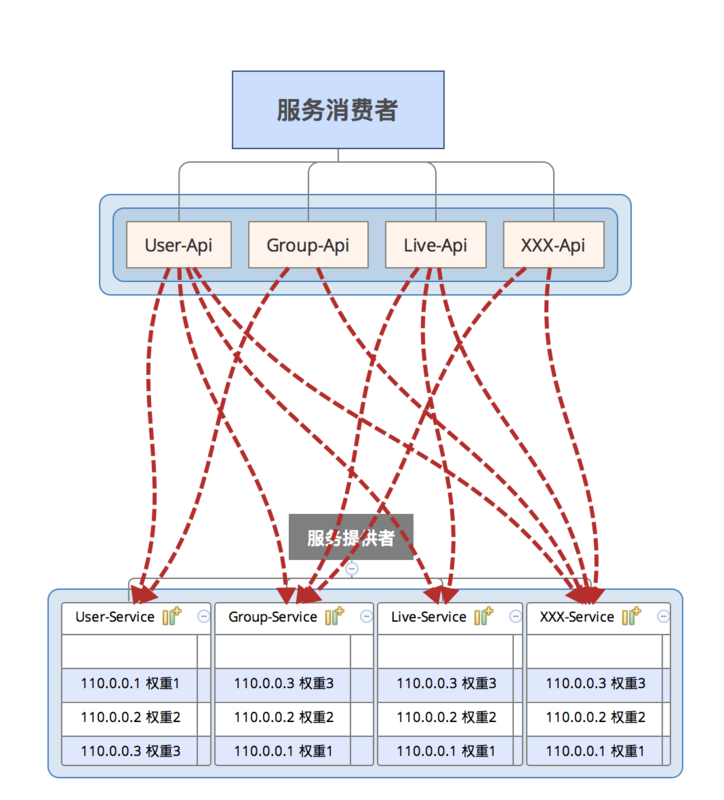 服务消费者
User-Api Group-Api Live-Api XXX-Api
服务提供者
User-Service Group-Service Live-Service XXX-Service
110.0.0.1 权重1 110.0.0.3 权重3 110.0.0.3 权重3 110.0.0.3 权重3
110.0.0.2 权重2 110.0.0.2 权重2 110.0.0.2 权重2 110.0.0.2 权重2
110.0.0.3 权重3 110.0.0.1 权重1 110.0.0.1 权重1 110.0.0.1 权重1